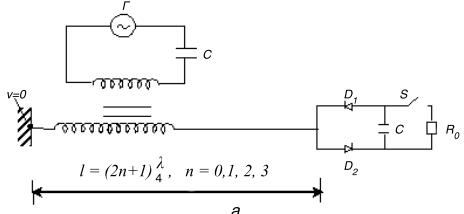 Г
C
v=0
D1
S
C
R0
D2
l = (2n+1) λ/4 , n = 0,1, 2, 3
a